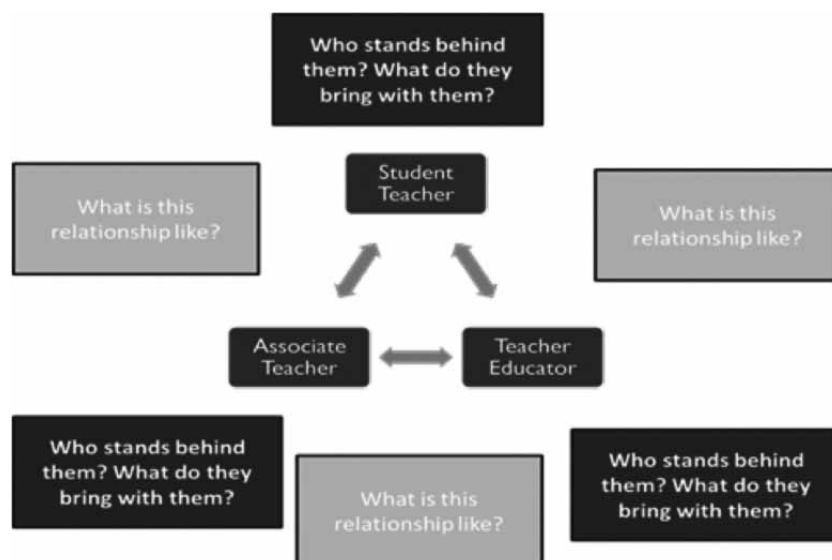 Who stands behind
them? What do they
bring with them?
Student
Teacher
What is this
relationship like?
What is this
relationship like?
Associate
Teacher
Teacher
Educator
Who stands behind
them? What do they
bring with them?
What is this
relationship like?
Who stands behind
them? What do they
bring with them?